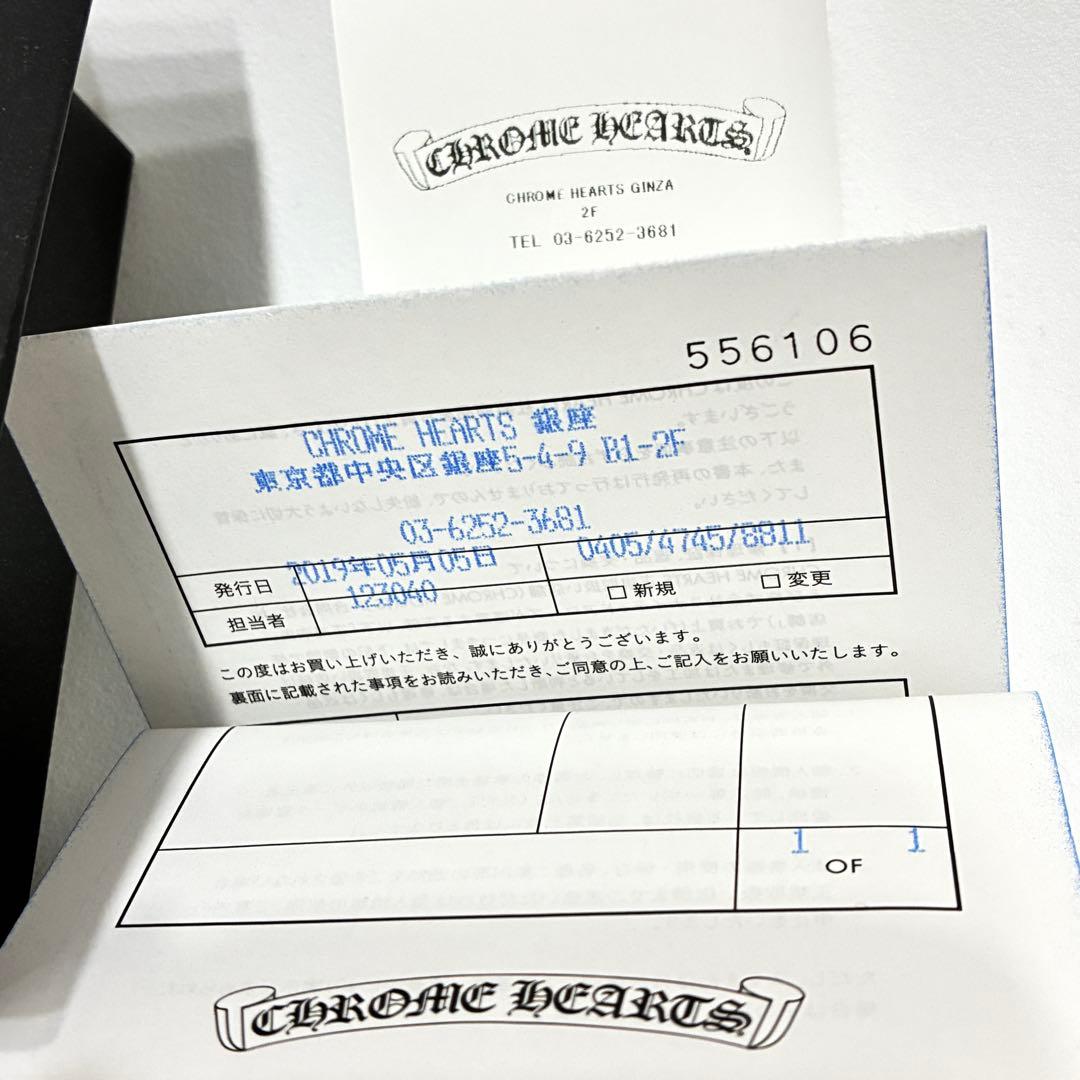 CHROME HEARTS
CHROME HEARTS GINZA
2F
TEL 03-6252-3681
556106
CHROME HEARTS 銀座
東京都中央区銀座5-4-9 B1-2F
03-6252-3681
発行日 2019年05月05日 0405/4745/8811
担当者 123040 □ 新規 □ 変更
この度はお買い上げいただき、誠にありがとうございます。
裏面に記載された事項をお読みいただき、ご同意の上、ご記入をお願いいたします。
1 OF 1
CHROME HEARTS